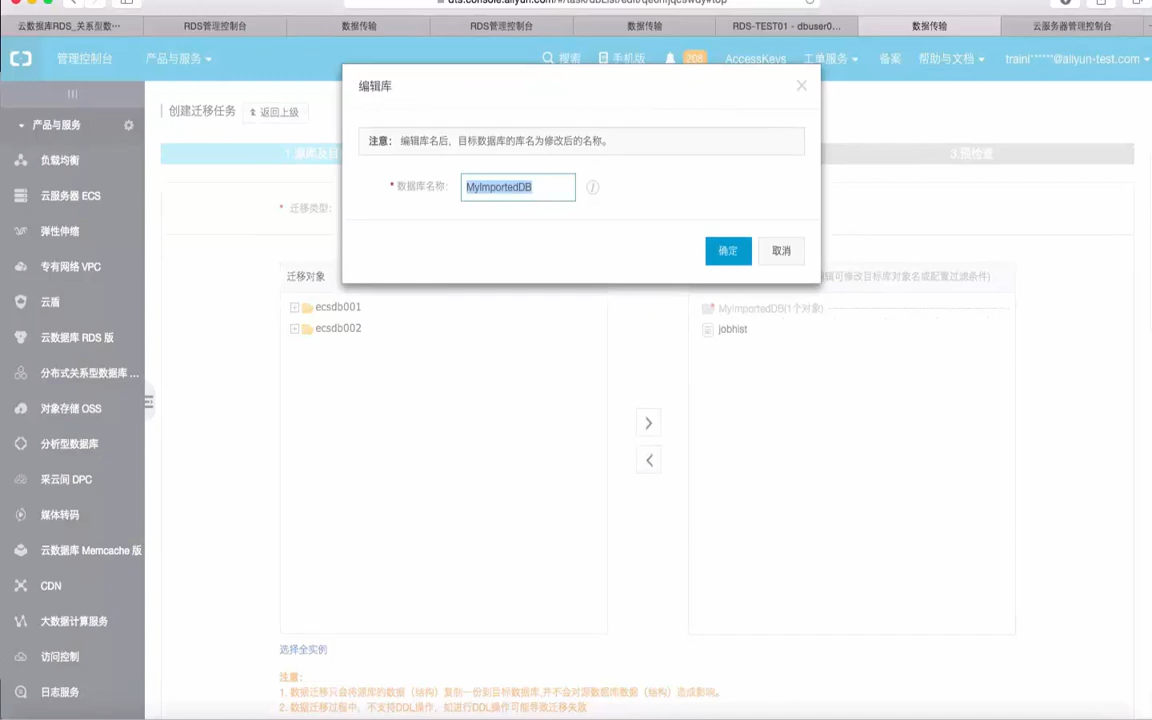 云数据库RDS_关系型数···
RDS管理控制台
数据传输
RDS管理控制台
数据传输
RDS-TEST01 - dbuser0...
数据传输
云服务器管理控制台
管理控制台
产品与服务
搜索
手机版
208
AccessKeys
工单服务
备案
帮助与文档
traini******@aliyun-test.com
编辑库
注意： 编辑库名后，目标数据库的库名为修改后的名称。
* 数据库名称:
MyImportedDB
确定
取消
创建迁移任务
返回上级
1.源库及目
3.预检查
* 迁移类型:
迁移对象
辑可修改目标库对象名或配置过滤条件)
ecsdb001
ecsdb002
MyImportedDB(1个对象)
jobhist
选择全实例
注意：
1. 数据迁移只会将源库的数据（结构）复制一份到目标数据库,并不会对源数据库数据（结构）造成影响。
2. 数据迁移过程中，不支持DDL操作，如进行DDL操作可能导致迁移失败
产品与服务
负载均衡
云服务器 ECS
弹性伸缩
专有网络 VPC
云盾
云数据库 RDS 版
分布式关系型数据库 ...
对象存储 OSS
分析型数据库
采云间 DPC
媒体转码
云数据库 Memcache 版
CDN
大数据计算服务
访问控制
日志服务